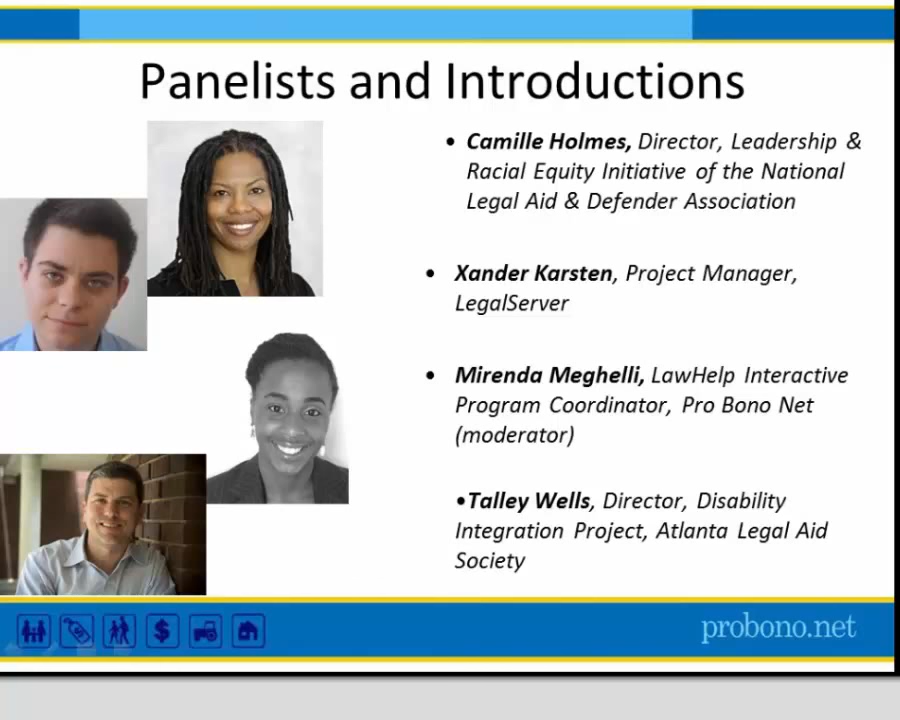 Panelists and Introductions
• Camille Holmes, Director, Leadership &
Racial Equity Initiative of the National
Legal Aid & Defender Association
• Xander Karsten, Project Manager,
LegalServer
• Mirenda Meghelli, LawHelp Interactive
Program Coordinator, Pro Bono Net
(moderator)
•Talley Wells, Director, Disability
Integration Project, Atlanta Legal Aid
Society
$
probono.net